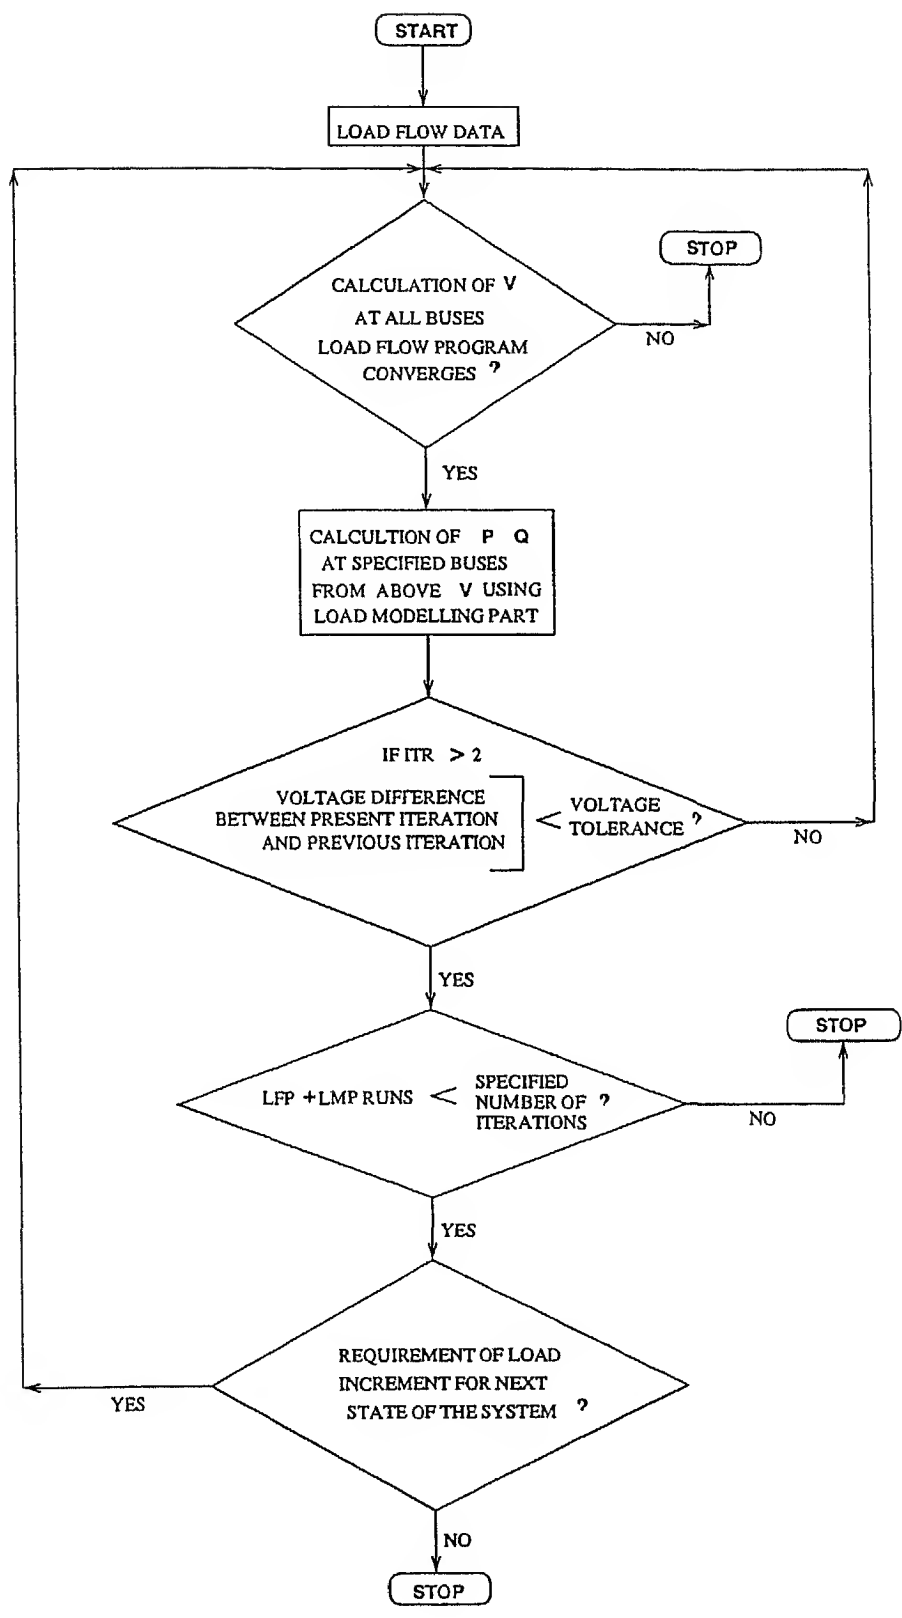 START
LOAD FLOW DATA
CALCULATION OF V
AT ALL BUSES
LOAD FLOW PROGRAM
CONVERGES ?
NO
STOP
YES
CALCULTION OF P Q
AT SPECIFIED BUSES
FROM ABOVE V USING
LOAD MODELLING PART
IF ITR > 2
VOLTAGE DIFFERENCE
BETWEEN PRESENT ITERATION
AND PREVIOUS ITERATION
< VOLTAGE
TOLERANCE ?
NO
YES
LFP + LMP RUNS <
SPECIFIED
NUMBER OF ?
ITERATIONS
NO
STOP
YES
REQUIREMENT OF LOAD
INCREMENT FOR NEXT
STATE OF THE SYSTEM ?
YES
NO
STOP